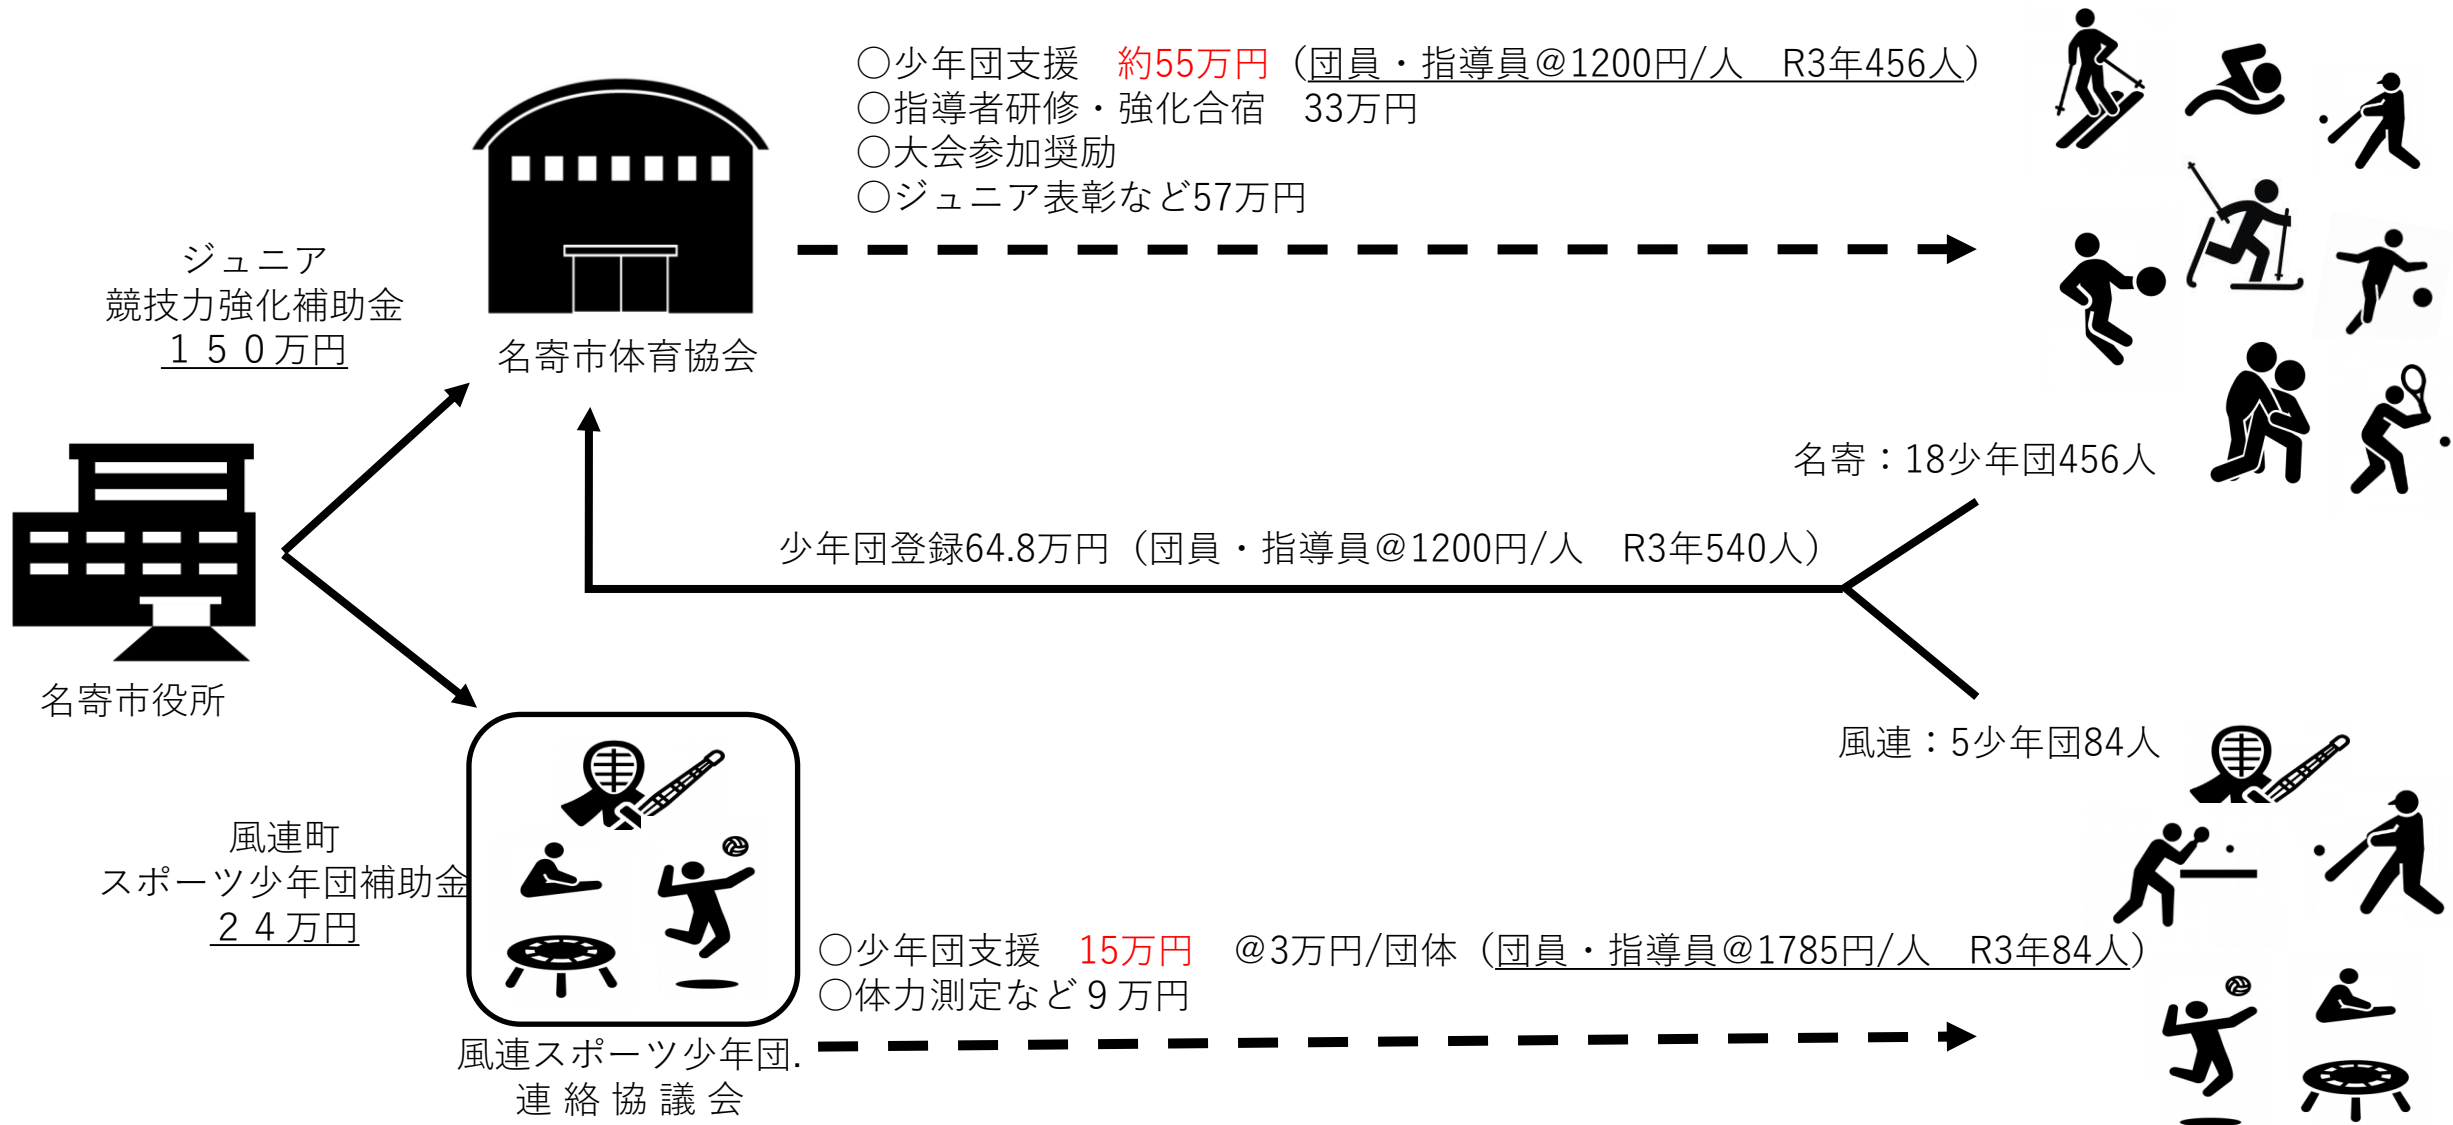 ○少年団支援　約55万円（団員・指導員＠1200円/人　R3年456人）
○指導者研修・強化合宿　33万円
○大会参加奨励
○ジュニア表彰など57万円
ジュニア
競技力強化補助金
１５０万円
名寄市体育協会
名寄：18少年団456人
少年団登録64.8万円（団員・指導員＠1200円/人　R3年540人）
名寄市役所
風連：5少年団84人
風連町
スポーツ少年団補助金
２４万円
○少年団支援　15万円　＠3万円/団体（団員・指導員＠1785円/人　R3年84人）
○体力測定など９万円
風連スポーツ少年団.
連 絡 協 議 会